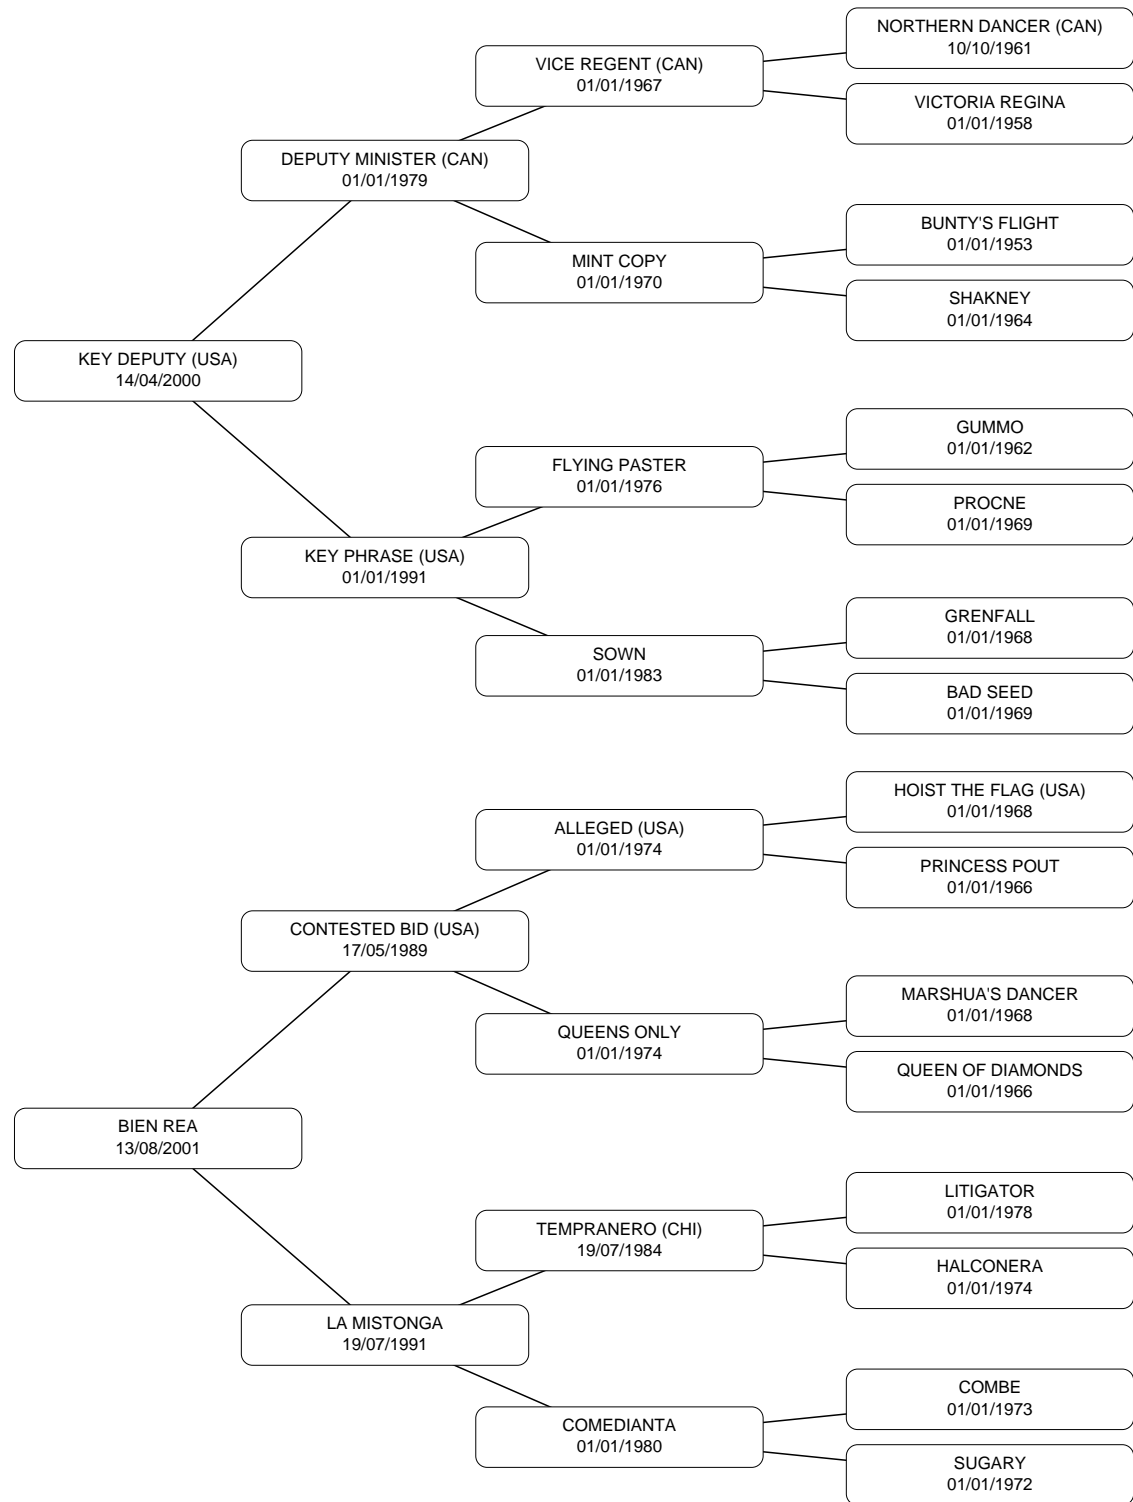 NORTHERN DANCER (CAN)
10/10/1961
VICE REGENT (CAN)
01/01/1967
VICTORIA REGINA
01/01/1958
DEPUTY MINISTER (CAN)
01/01/1979
BUNTY'S FLIGHT
01/01/1953
MINT COPY
01/01/1970
SHAKNEY
01/01/1964
KEY DEPUTY (USA)
14/04/2000
GUMMO
01/01/1962
FLYING PASTER
01/01/1976
PROCNE
01/01/1969
KEY PHRASE (USA)
01/01/1991
GRENFALL
01/01/1968
SOWN
01/01/1983
BAD SEED
01/01/1969
HOIST THE FLAG (USA)
01/01/1968
ALLEGED (USA)
01/01/1974
PRINCESS POUT
01/01/1966
CONTESTED BID (USA)
17/05/1989
MARSHUA'S DANCER
01/01/1968
QUEENS ONLY
01/01/1974
QUEEN OF DIAMONDS
01/01/1966
BIEN REA
13/08/2001
LITIGATOR
01/01/1978
TEMPRANERO (CHI)
19/07/1984
HALCONERA
01/01/1974
LA MISTONGA
19/07/1991
COMBE
01/01/1973
COMEDIANTA
01/01/1980
SUGARY
01/01/1972